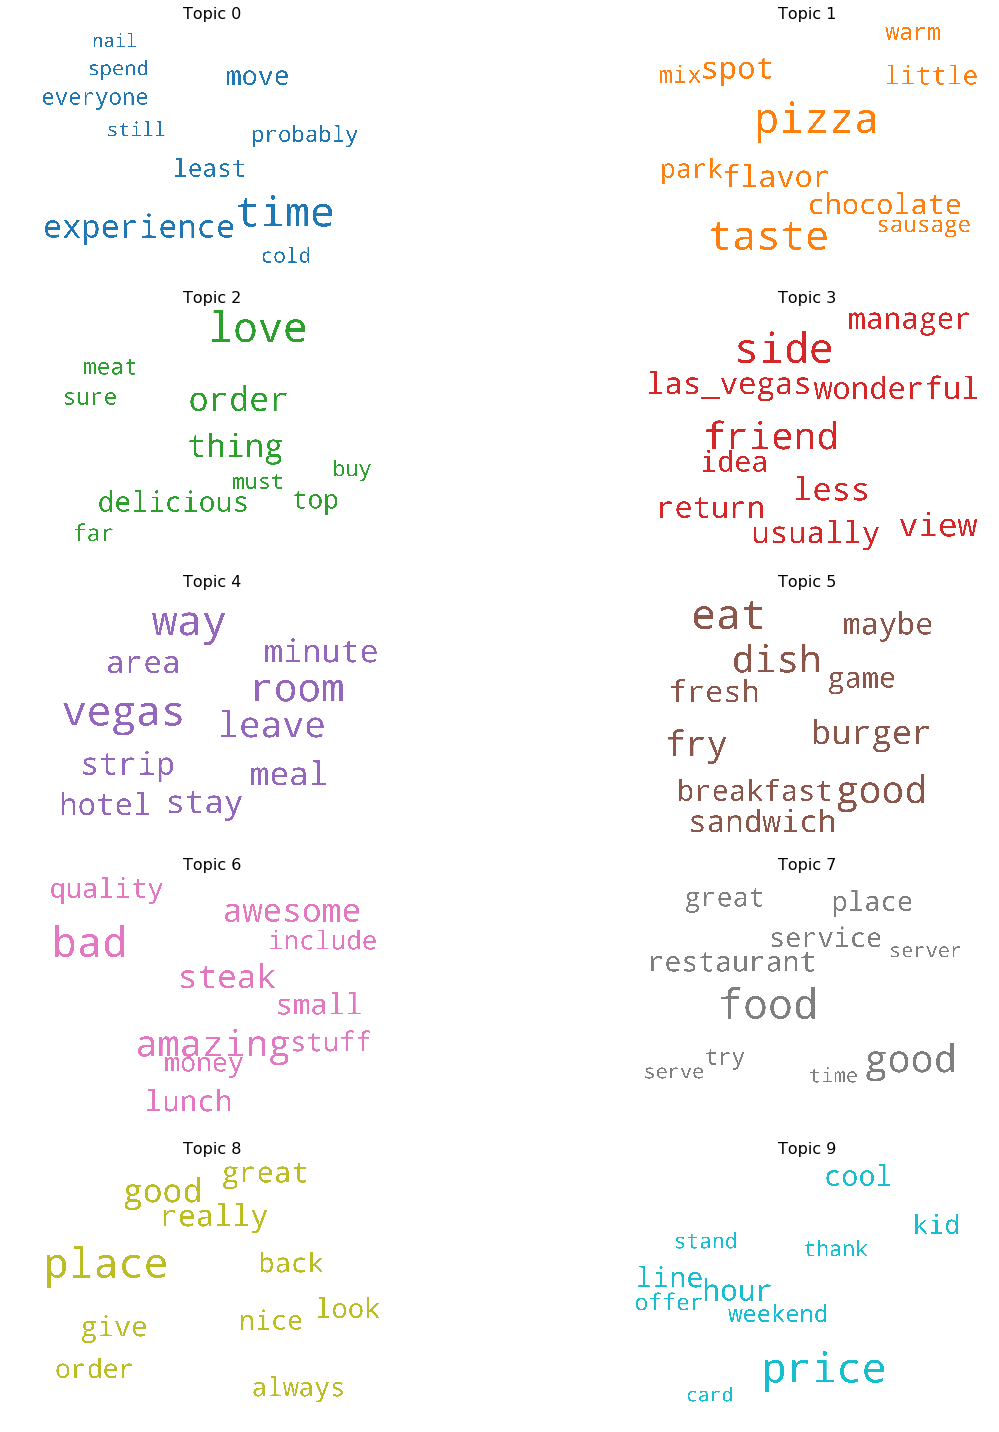 Topic 0
nail
spend
move
everyone
still
probably
least
time
experience
cold
Topic 1
warm
mix spot
little
pizza
park flavor
chocolate
sausage
taste
Topic 2
love
meat
sure
order
thing
buy
must
delicious
top
far
Topic 3
manager
side
las_vegas wonderful
friend
idea
less
return
view
usually
Topic 4
way
minute
area
room
vegas
leave
strip
meal
hotel stay
Topic 5
eat
maybe
dish
game
fresh
burger
fry
breakfast good
sandwich
Topic 6
quality
awesome
bad
include
steak
small
amazing stuff
money
lunch
Topic 7
great
place
service
server
restaurant
food
try
good
serve
time
Topic 8
great
good
really
place
back
look
nice
give
order
always
Topic 9
cool
kid
stand
thank
line
hour
offer
weekend
price
card